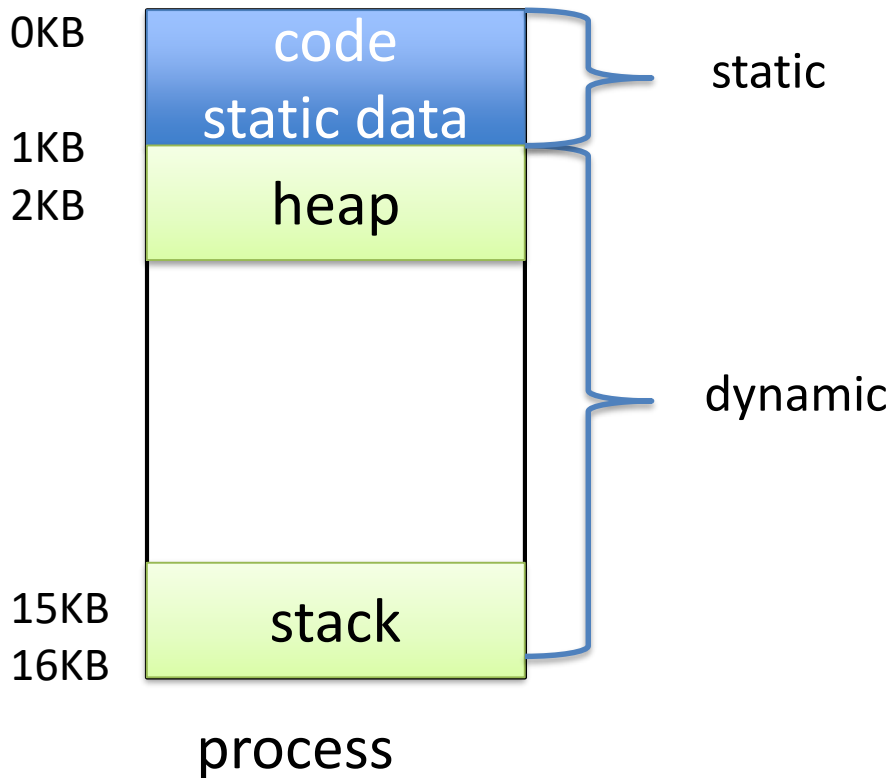 0KB
code
static
static data
1KB
2KB
heap
dynamic
15KB
stack
16KB
process